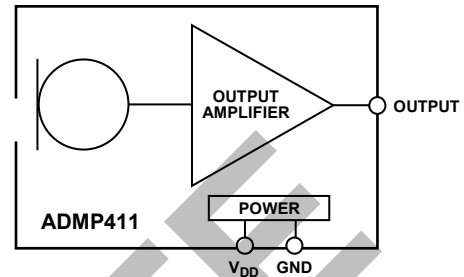 OUTPUT
AMPLIFIER
OUTPUT
ADMP411
POWER
VDD
GND